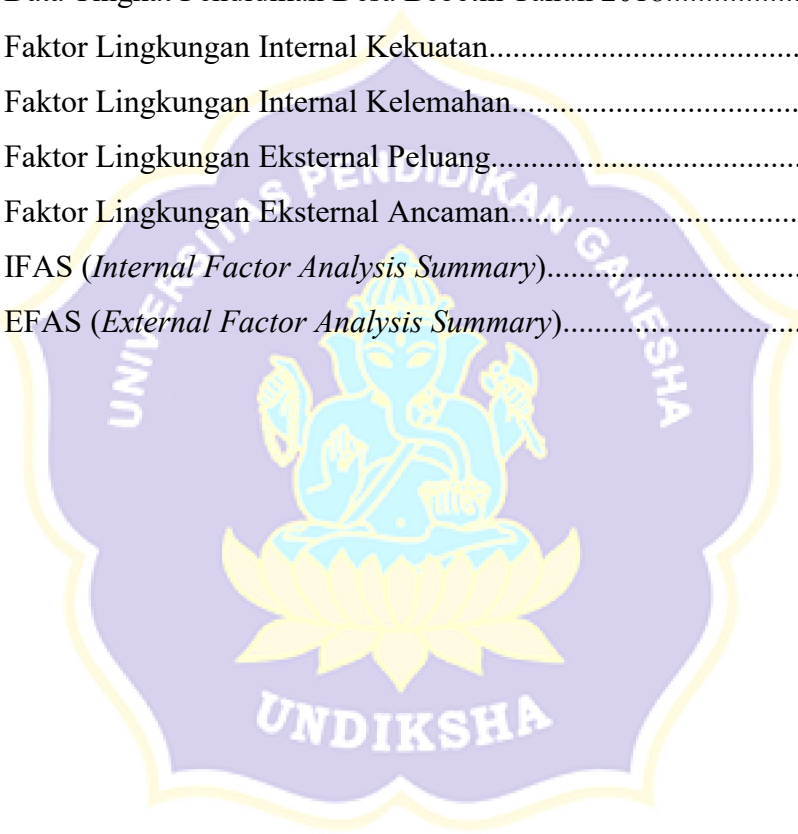 Faktor Lingkungan Internal Kekuatan..................................................
Faktor Lingkungan Internal Kelemahan...............................................
Faktor Lingkungan Eksternal Peluang..................................................
Faktor Lingkungan Eksternal Ancaman...............................................
IFAS (Internal Factor Analysis Summary)...........................................
EFAS (External Factor Analysis Summary).........................................
UNIVERSITAS PENDIDIKAN GANESHA
UNDIKSHA